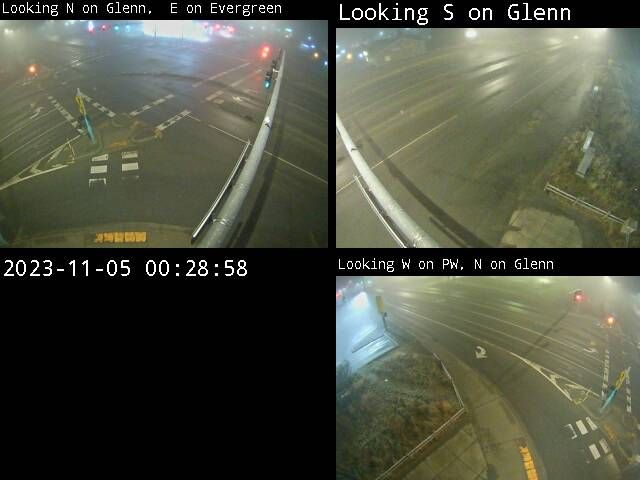 Looking N on Glenn,  E on Evergreen
Looking S on Glenn
2023-11-05 00:28:58
Looking W on PW, N on Glenn